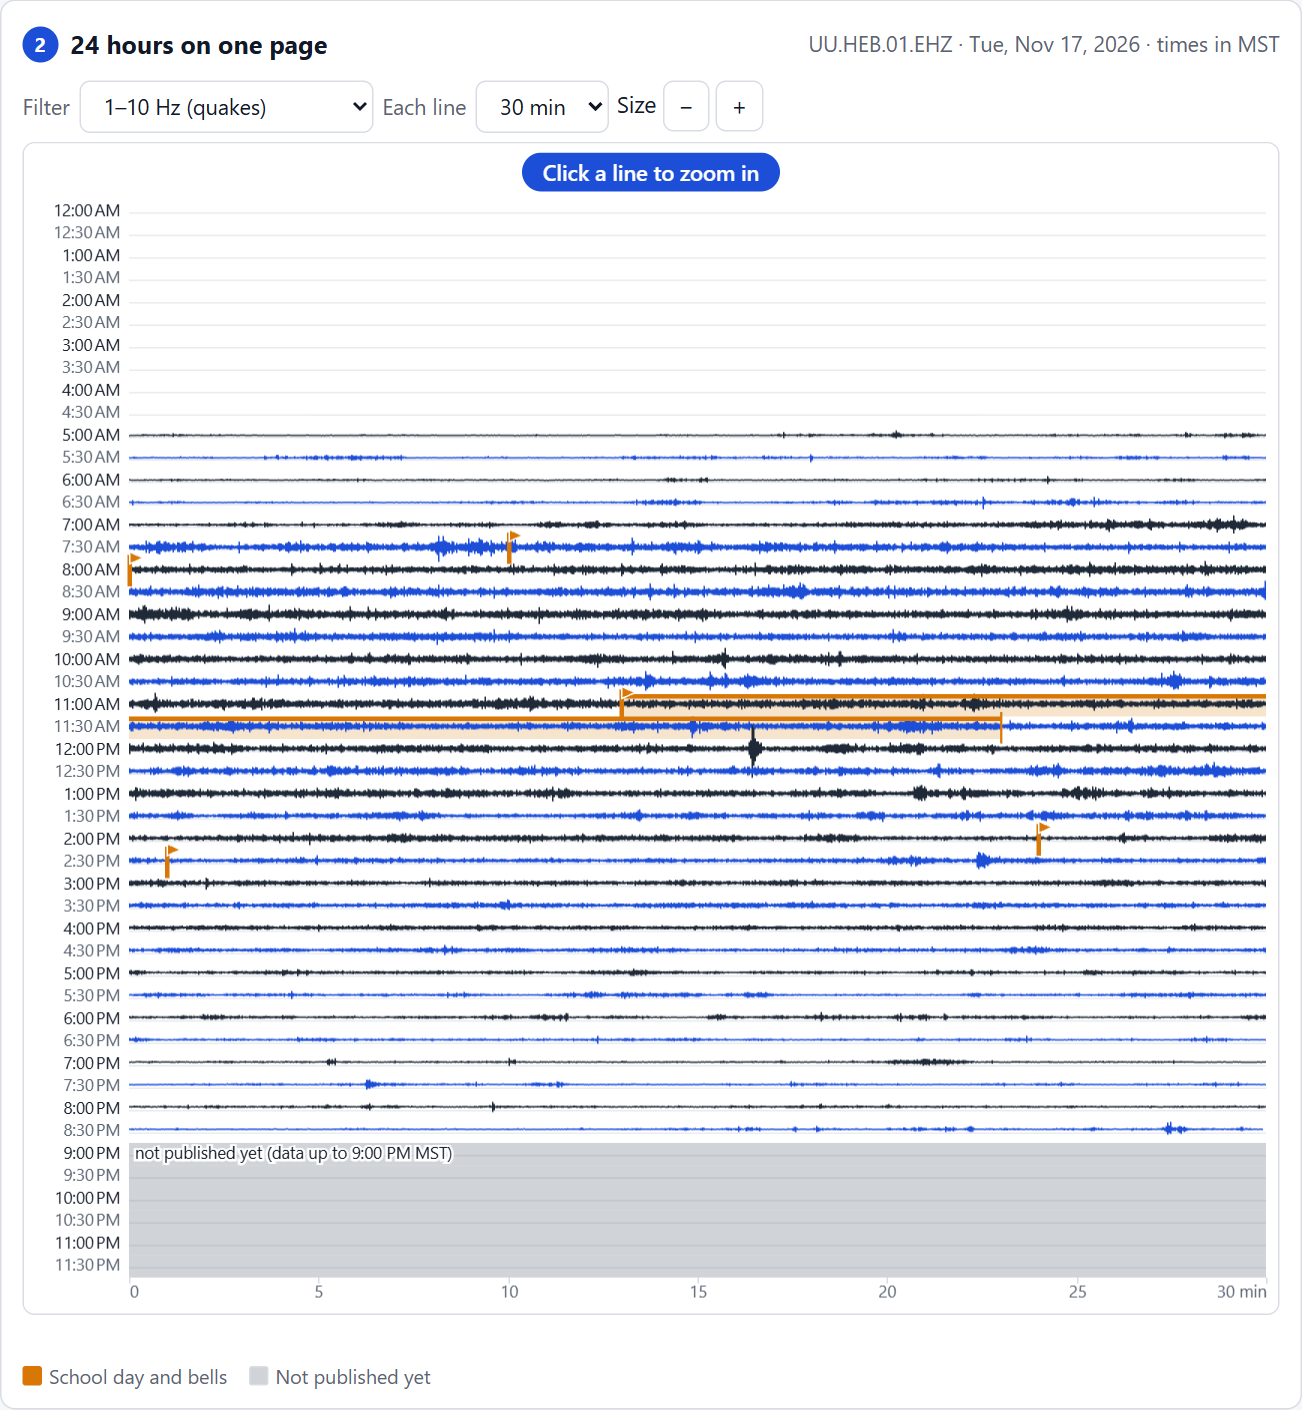 2 24 hours on one page UU.HEB.01.EHZ · Tue, Nov 17, 2026 · times in MST
Filter 1–10 Hz (quakes) Each line 30 min Size − +
Click a line to zoom in
12:00 AM
12:30 AM
1:00 AM
1:30 AM
2:00 AM
2:30 AM
3:00 AM
3:30 AM
4:00 AM
4:30 AM
5:00 AM
5:30 AM
6:00 AM
6:30 AM
7:00 AM
7:30 AM
8:00 AM
8:30 AM
9:00 AM
9:30 AM
10:00 AM
10:30 AM
11:00 AM
11:30 AM
12:00 PM
12:30 PM
1:00 PM
1:30 PM
2:00 PM
2:30 PM
3:00 PM
3:30 PM
4:00 PM
4:30 PM
5:00 PM
5:30 PM
6:00 PM
6:30 PM
7:00 PM
7:30 PM
8:00 PM
8:30 PM
9:00 PM not published yet (data up to 9:00 PM MST)
9:30 PM
10:00 PM
10:30 PM
11:00 PM
11:30 PM
0 5 10 15 20 25 30 min
School day and bells Not published yet